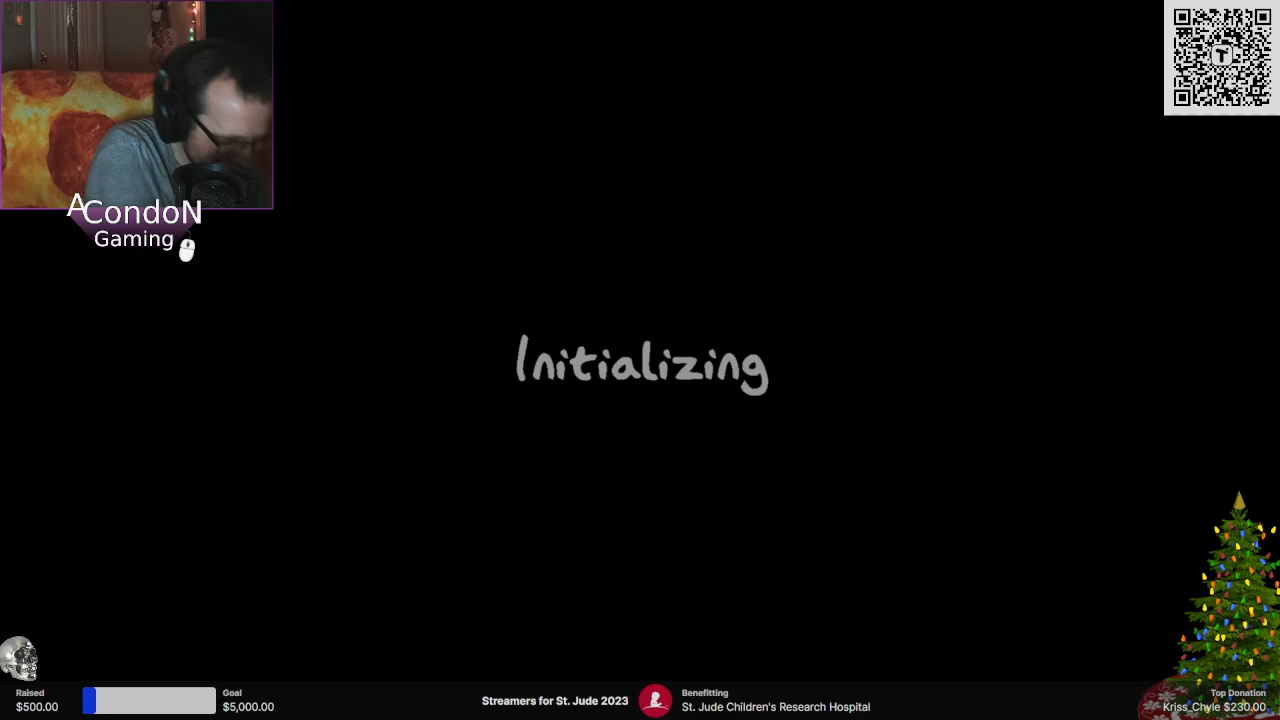 ACondoN
Gaming
Initializing
Raised
$500.00
Goal
$5,000.00
Streamers for St. Jude 2023
Benefitting
St. Jude Children's Research Hospital
Top Donation
Kriss_Chyle $230.00